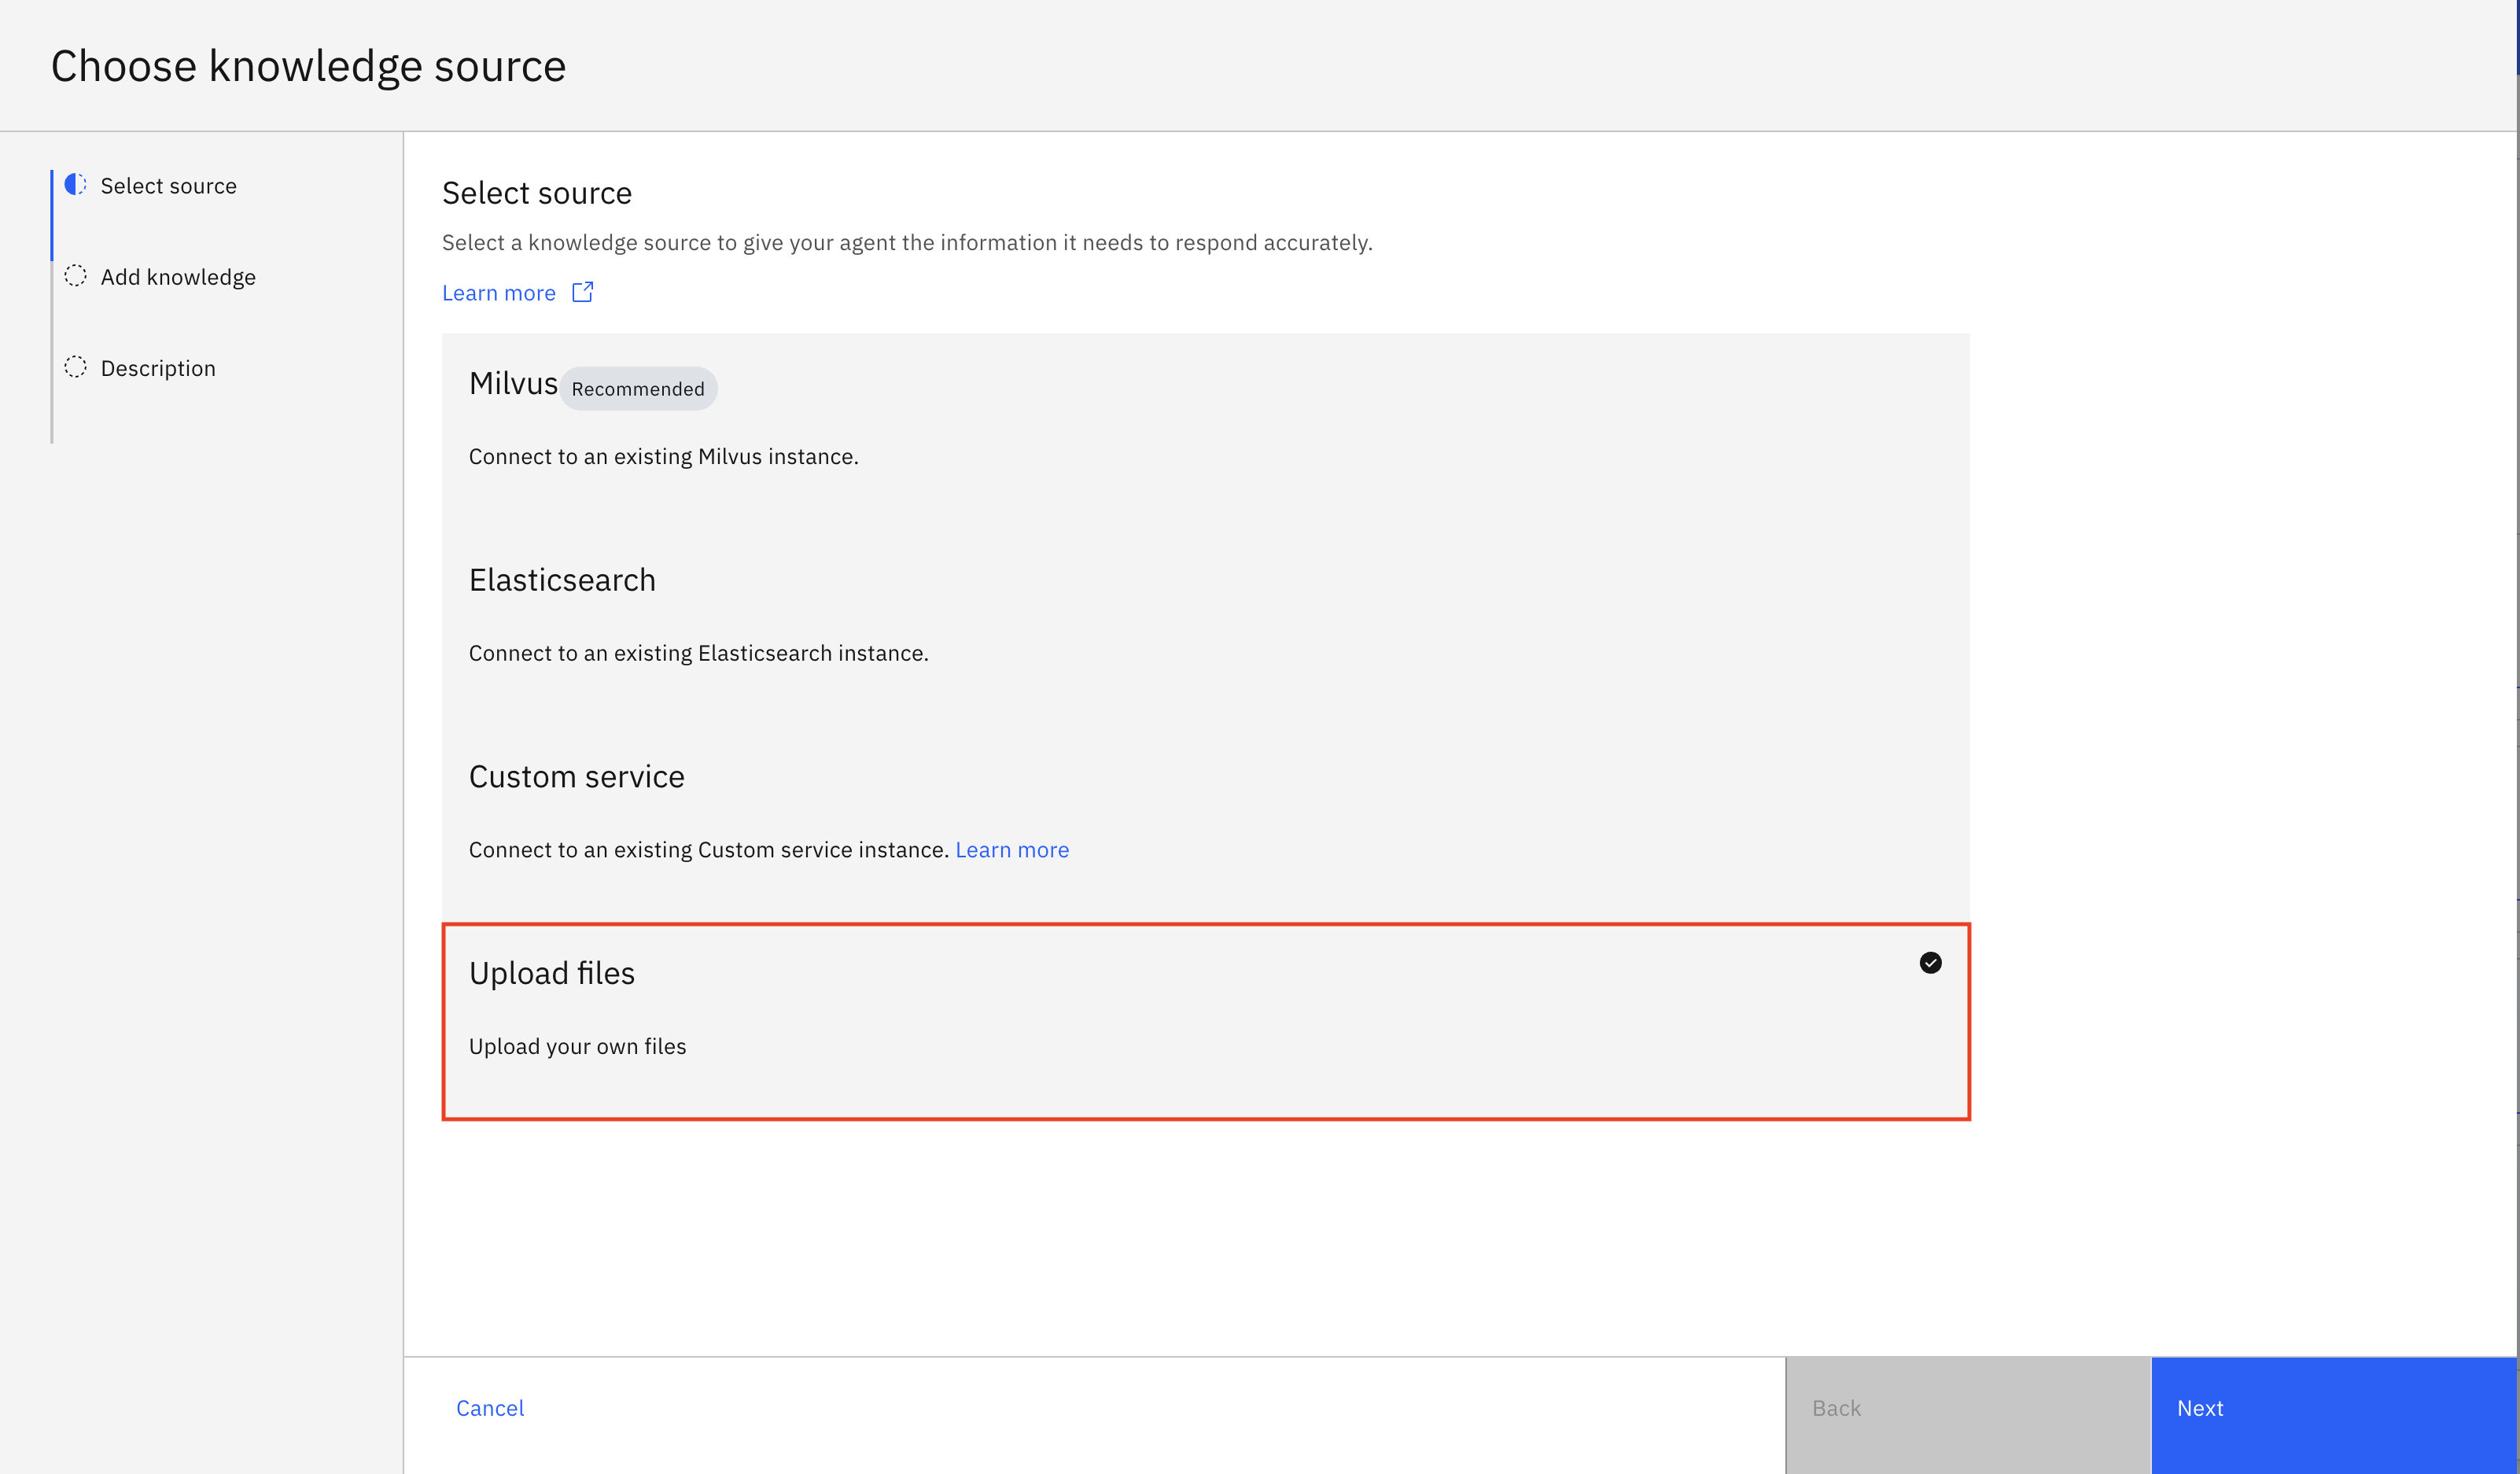 Choose knowledge source
Select source
Add knowledge
Description
Select source
Select a knowledge source to give your agent the information it needs to respond accurately.
Learn more
Milvus Recommended
Connect to an existing Milvus instance.
Elasticsearch
Connect to an existing Elasticsearch instance.
Custom service
Connect to an existing Custom service instance. Learn more
Upload files
Upload your own files
Cancel
Back
Next